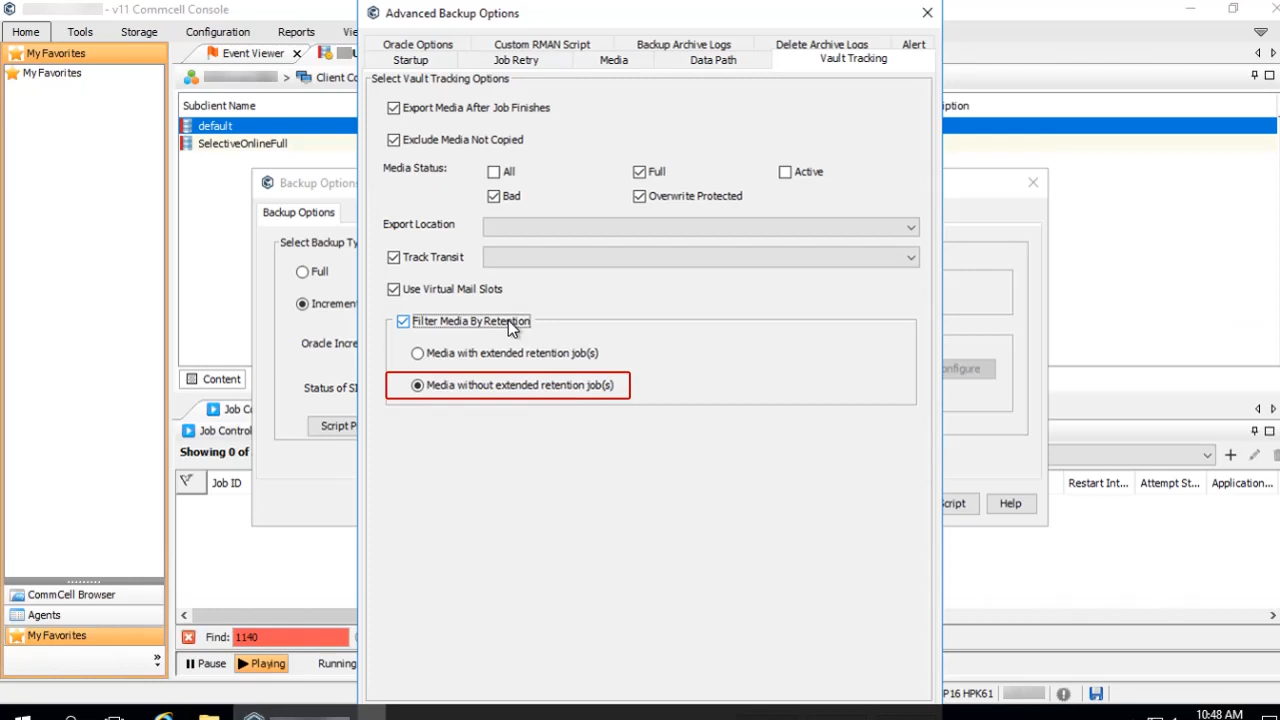 - v11 Commcell Console
Home Tools Storage Configuration Reports
My Favorites
My Favorites
Event Viewer
Client Co
Subclient Name
default
SelectiveOnlineFull
Advanced Backup Options
Oracle Options Custom RMAN Script Backup Archive Logs Delete Archive Logs Alert
Startup Job Retry Media Data Path Vault Tracking
Select Vault Tracking Options
Export Media After Job Finishes
Exclude Media Not Copied
Media Status: All Full Active
Bad Overwrite Protected
Export Location
Track Transit
Use Virtual Mail Slots
Filter Media By Retention
Media with extended retention job(s)
Media without extended retention job(s)
Backup Option
Backup Options
Select Backup Ty
Full
Increment
Oracle Incre
Status of S
Script P
onfigure
cript Help
ription
Content
Job Co
Job Control
Showing 0 of
Job ID
Restart Int... Attempt St... Application...
CommCell Browser
Agents
My Favorites
»
Find: 1140
Pause Playing Running
P16 HPK61
10:48 AM